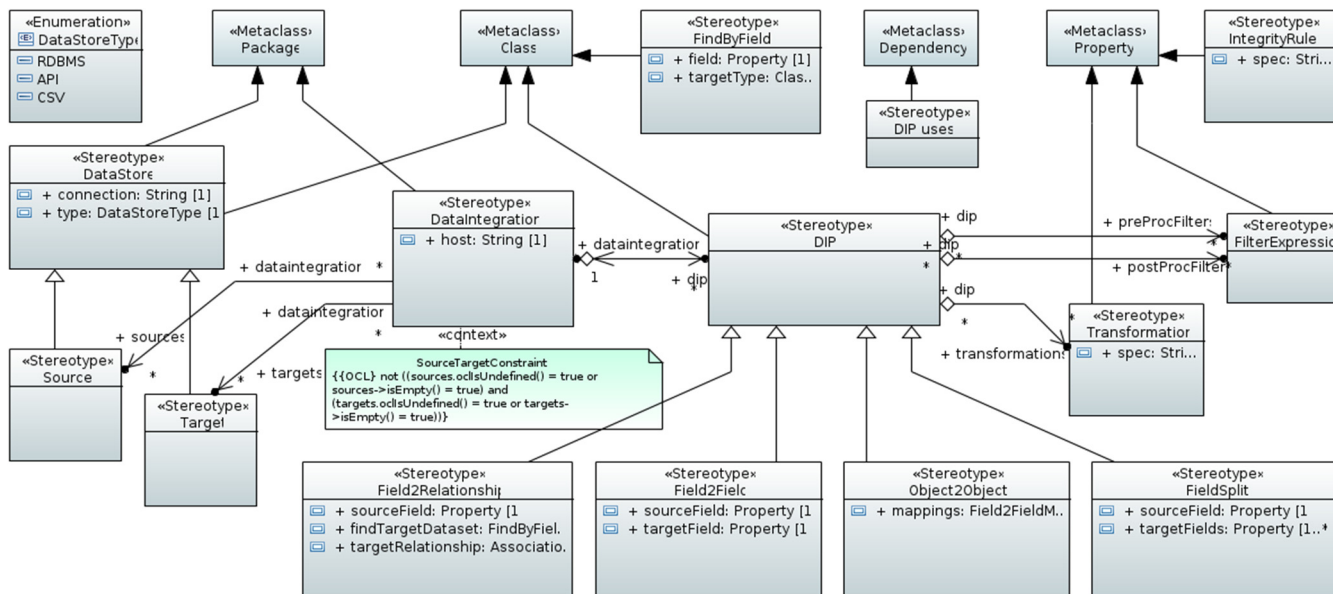 «Enumeration»
DataStoreType
RDBMS
API
CSV
«Metaclass»
Package
«Metaclass»
Class
«Stereotype»
FindByField
+ field: Property [1]
+ targetType: Clas..
«Metaclass»
Dependency
«Stereotype»
DIP uses
«Metaclass»
Property
«Stereotype»
IntegrityRule
+ spec: Stri...
«Stereotype»
DataStore
+ connection: String [1]
+ type: DataStoreType [1
«Stereotype»
DataIntegration
+ host: String [1]
+ dataintegration
1
+ dip
*
«Stereotype»
DIP
+ dip
+ preProcFilters
*
+ dip
*
*
+ postProcFilter
*
+ dip
*
+ transformations
*
«Stereotype»
FilterExpressio
«Stereotype»
Transformation
+ spec: Stri...
+ dataintegration
*
+ sources
*
+ dataintegration
*
+ targets
*
«Stereotype»
Source
«Stereotype»
Target
«context»
SourceTargetConstraint
{{OCL} not ((sources.oclIsUndefined() = true or
sources->isEmpty() = true) and
(targets.oclIsUndefined() = true or targets-
>isEmpty() = true))}
«Stereotype»
Field2Relationship
+ sourceField: Property [1
+ findTargetDataset: FindByFiel.
+ targetRelationship: Associatio.
«Stereotype»
Field2Field
+ sourceField: Property [1
+ targetField: Property [1
«Stereotype»
Object2Object
+ mappings: Field2FieldM..
«Stereotype»
FieldSplit
+ sourceField: Property [1
+ targetFields: Property [1..*